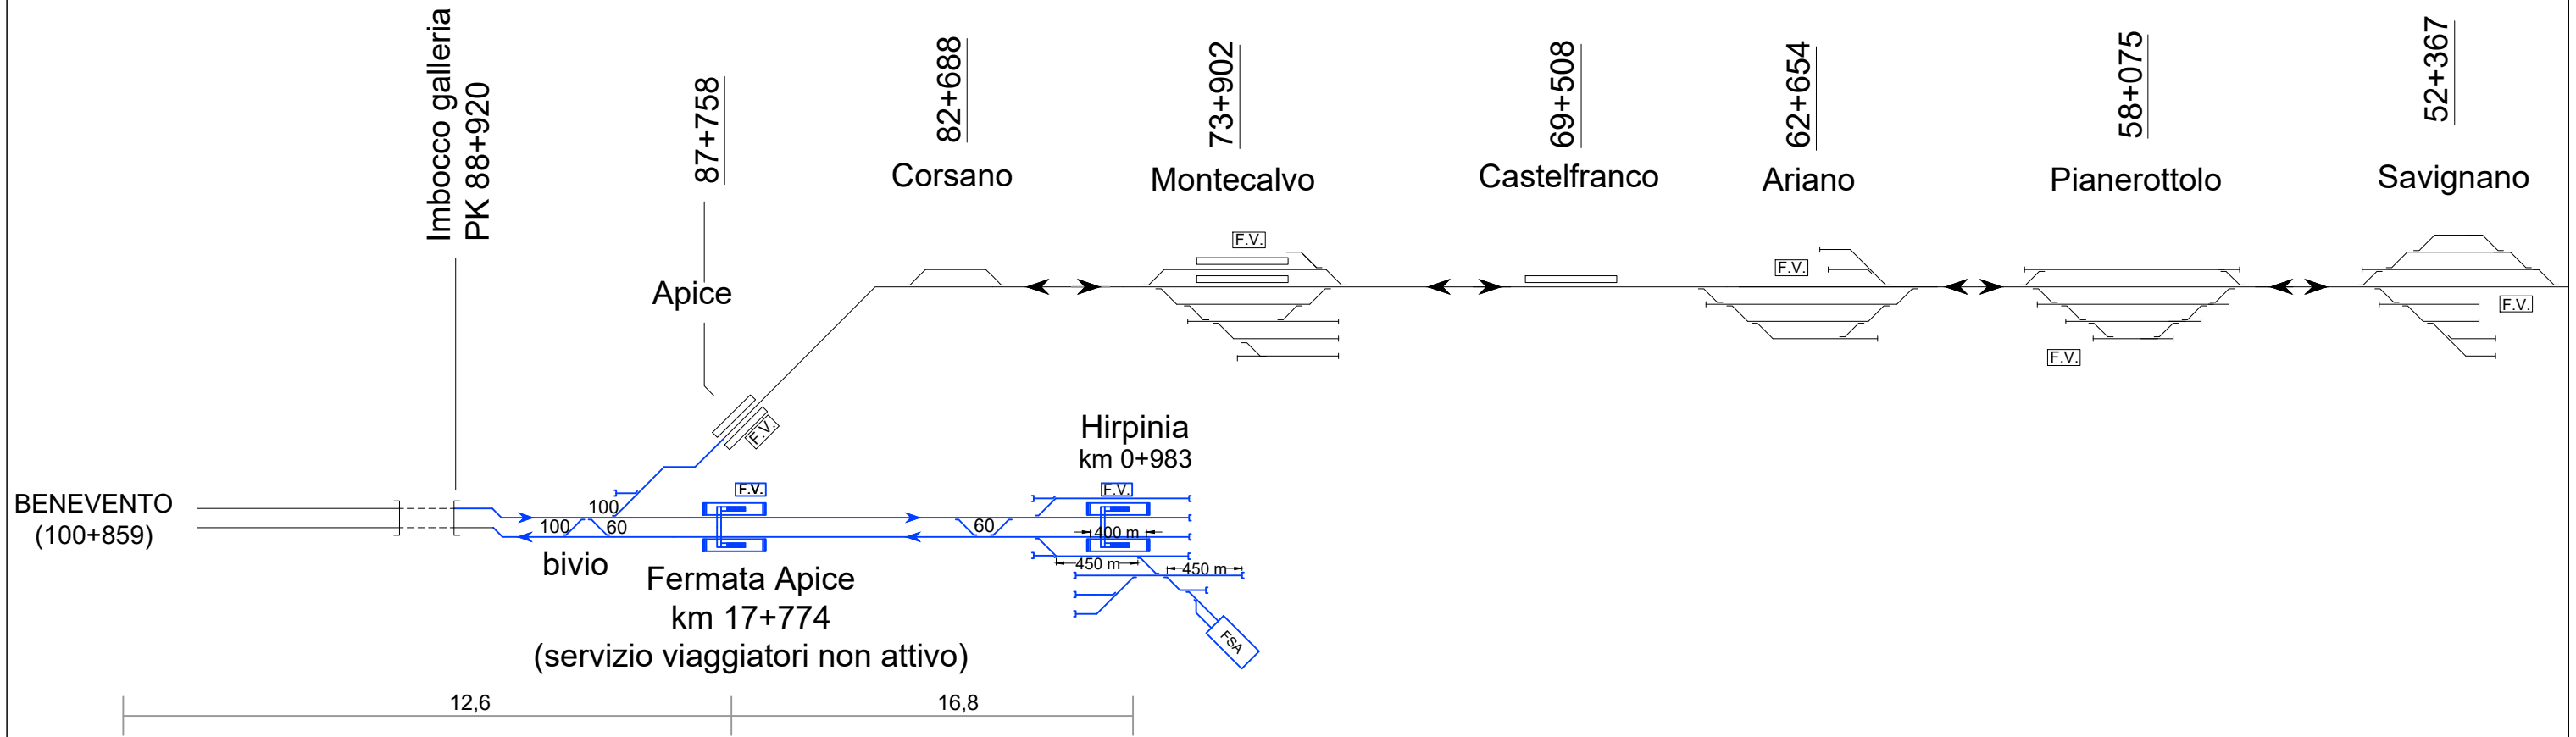 Imbocco galleria
PK 88+920
87+758
82+688
73+902
69+508
62+654
58+075
52+367
Corsano
Montecalvo
Castelfranco
Ariano
Pianerottolo
Savignano
F.V.
F.V.
F.V.
F.V.
Apice
F.V.
Hirpinia
km 0+983
BENEVENTO
(100+859)
F.V.
F.V.
100
100
60
60
400 m
bivio
450 m
450 m
Fermata Apice
km 17+774
(servizio viaggiatori non attivo)
FSA
12,6
16,8